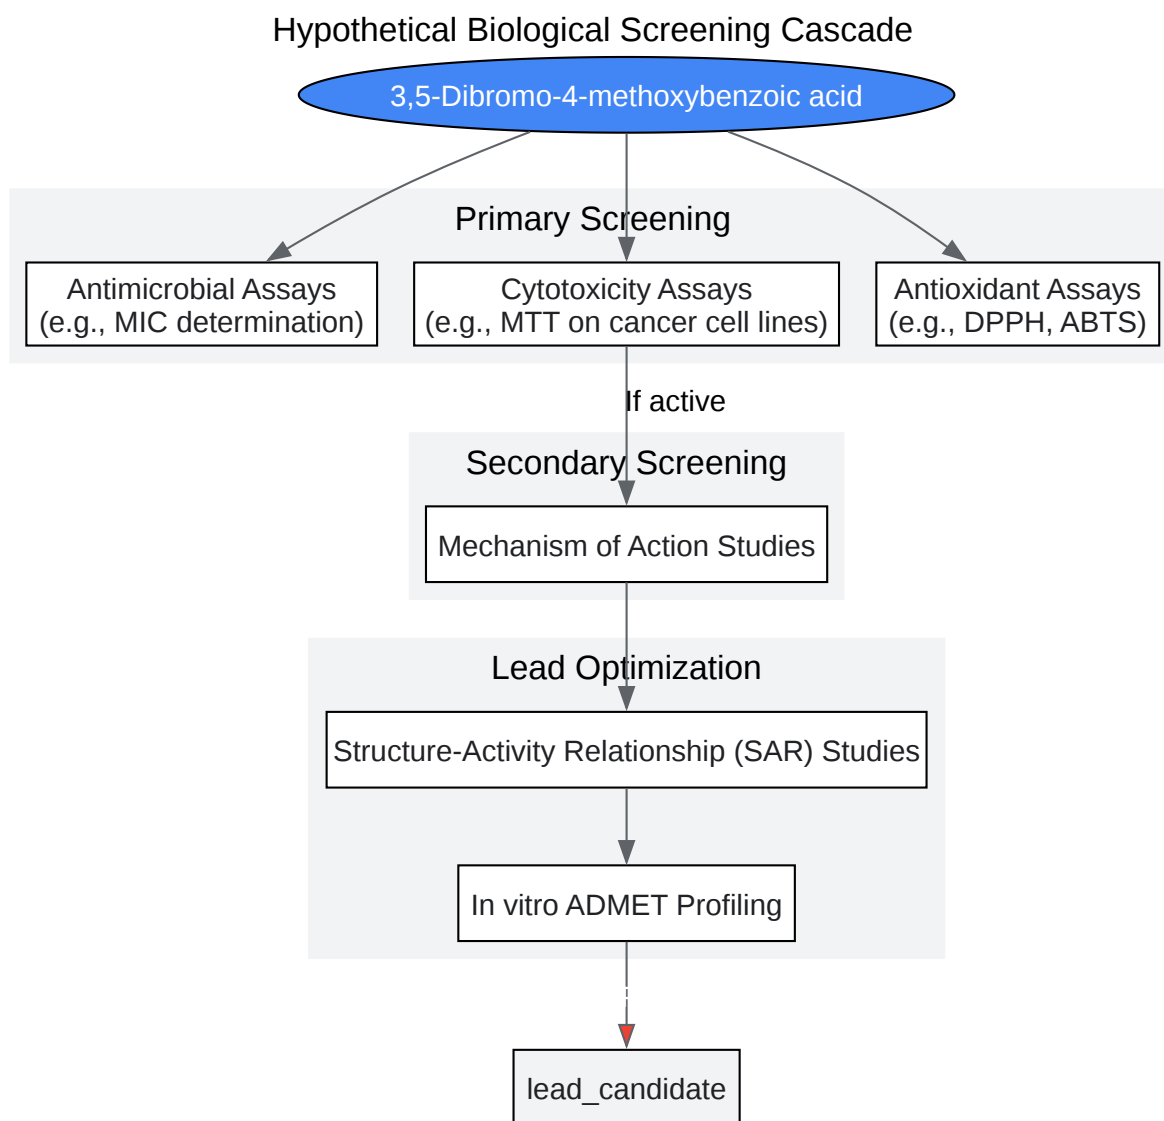 Hypothetical Biological Screening Cascade
3,5-Dibromo-4-methoxybenzoic acid
Primary Screening
Antimicrobial Assays
(e.g., MIC determination)
Cytotoxicity Assays
(e.g., MTT on cancer cell lines)
Antioxidant Assays
(e.g., DPPH, ABTS)
If active
Secondary Screening
Mechanism of Action Studies
Lead Optimization
Structure-Activity Relationship (SAR) Studies
In vitro ADMET Profiling
lead_candidate